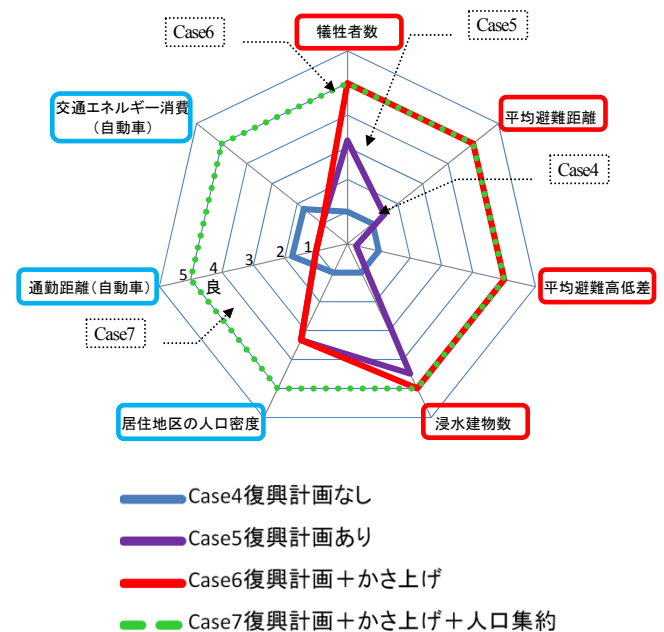 犠牲者数
Case6
Case5
交通エネルギー消費
（自動車）
平均避難距離
Case4
1
2
3
4
5
良
通勤距離（自動車）
平均避難高低差
Case7
居住地区の人口密度
浸水建物数
Case4復興計画なし
Case5復興計画あり
Case6復興計画＋かさ上げ
Case7復興計画＋かさ上げ＋人口集約